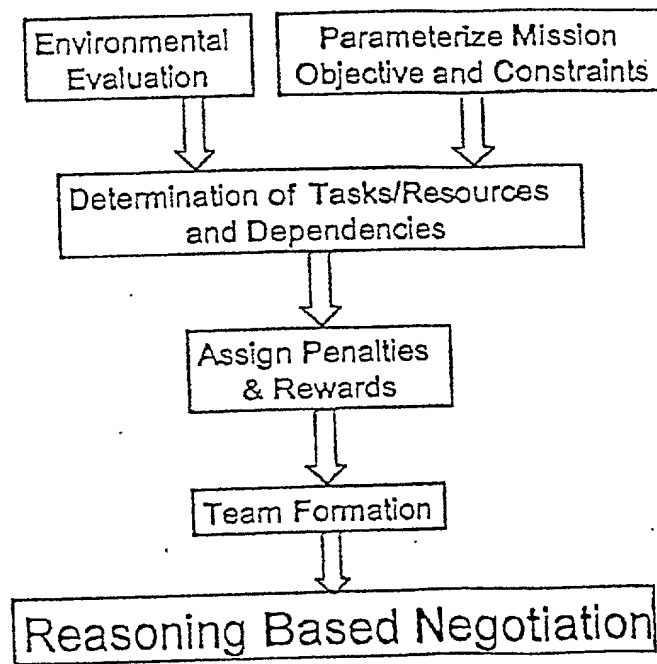 Environmental
Evaluation
Parameterize Mission
Objective and Constraints
Determination of Tasks/Resources
and Dependencies
Assign Penalties
& Rewards
Team Formation
Reasoning Based Negotiation